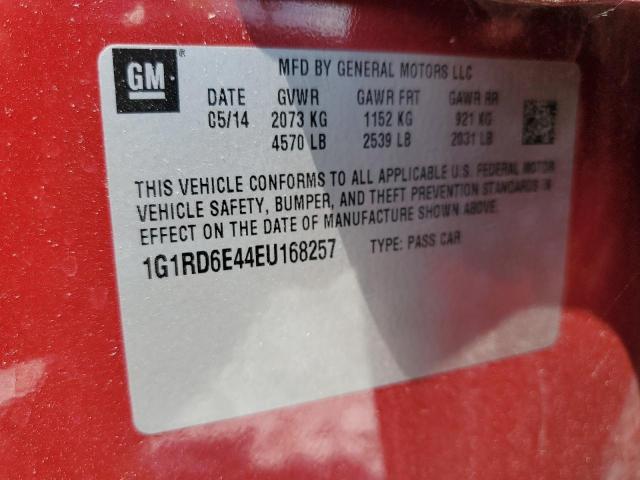 GM®
MFD BY GENERAL MOTORS LLC
DATE GVWR GAWR FRT GAWR RR
05/14 2073 KG 1152 KG 921 KG
4570 LB 2539 LB 2031 LB
THIS VEHICLE CONFORMS TO ALL APPLICABLE U.S. FEDERAL MOTOR
VEHICLE SAFETY, BUMPER, AND THEFT PREVENTION STANDARDS IN
EFFECT ON THE DATE OF MANUFACTURE SHOWN ABOVE.
1G1RD6E44EU168257 TYPE: PASS CAR